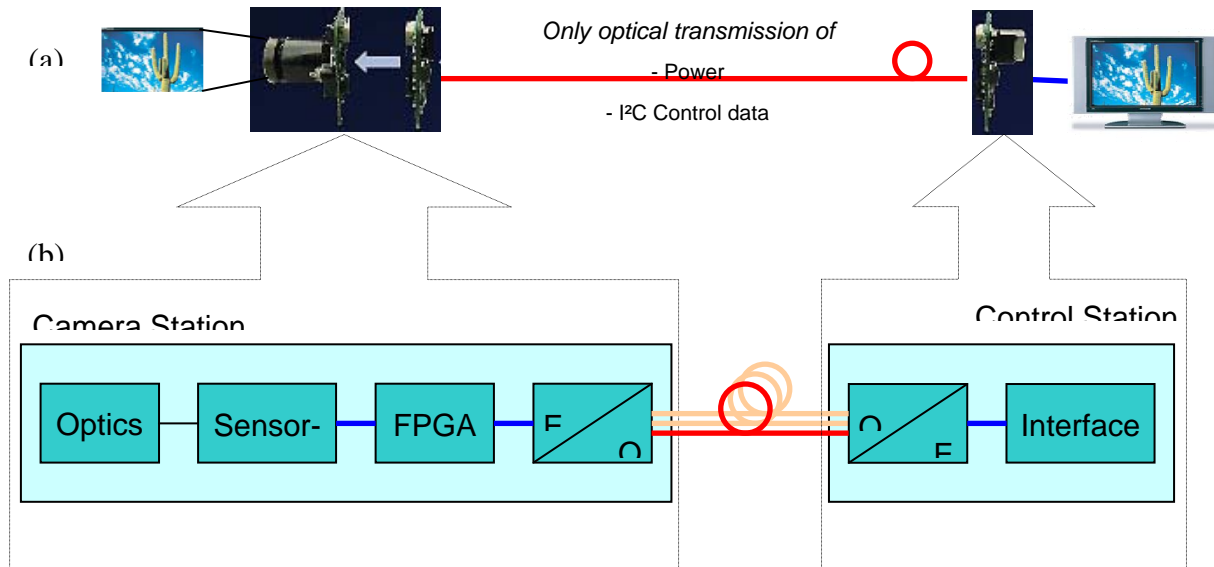 (a)
Only optical transmission of
- Power
- I²C Control data
(b)
Camera Station
Control Station
Optics
Sensor-
FPGA
E
O
O
E
Interface